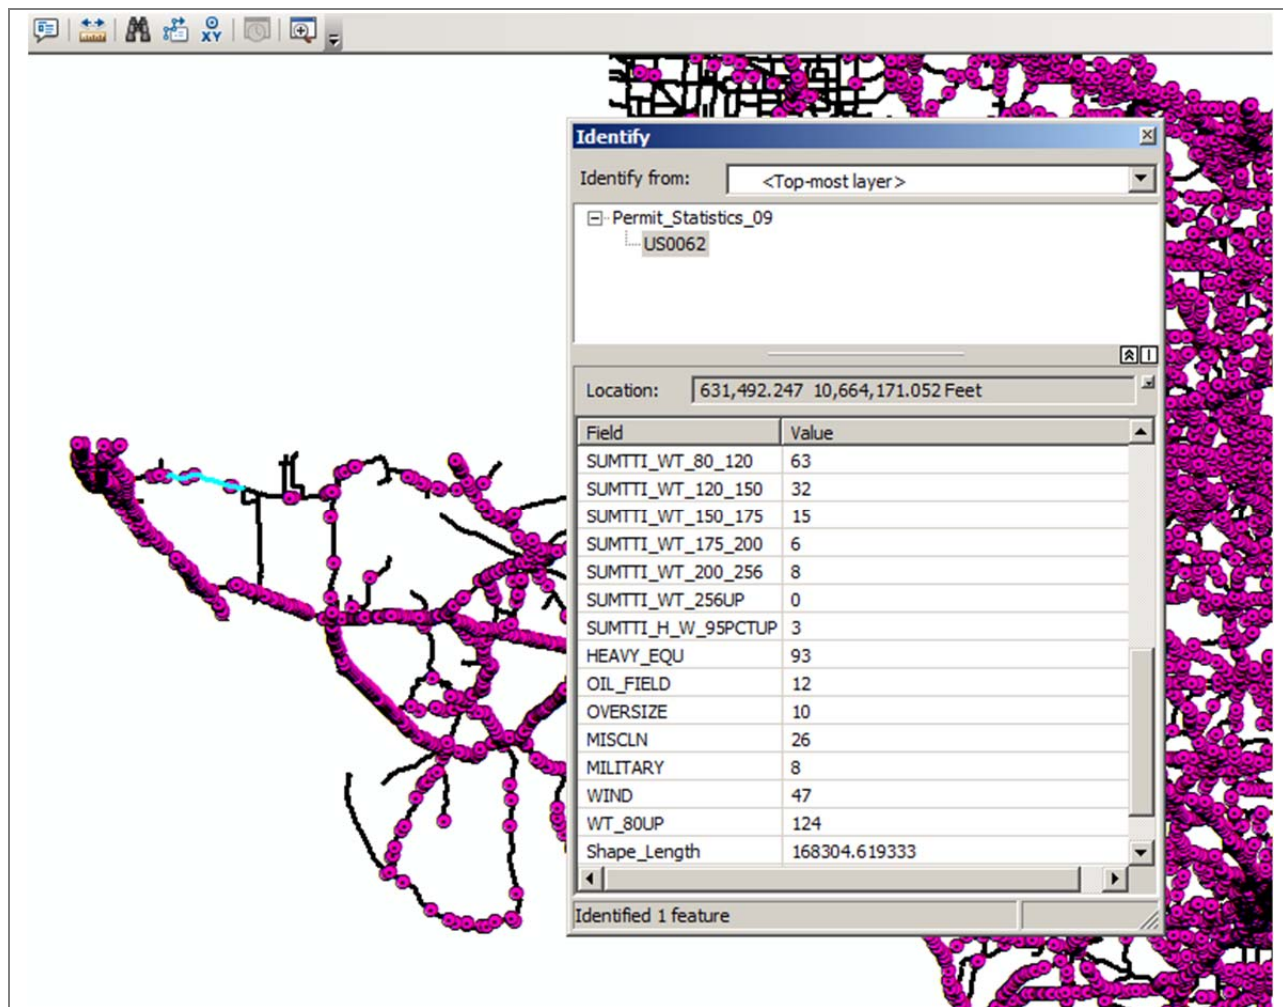 XY
Identify
Identify from: <Top-most layer>
Permit_Statistics_09
US0062
Location: 631,492.247 10,664,171.052 Feet
Field Value
SUMTTI_WT_80_120 63
SUMTTI_WT_120_150 32
SUMTTI_WT_150_175 15
SUMTTI_WT_175_200 6
SUMTTI_WT_200_256 8
SUMTTI_WT_256UP 0
SUMTTI_H_W_95PCTUP 3
HEAVY_EQU 93
OIL_FIELD 12
OVERSIZE 10
MISCLN 26
MILITARY 8
WIND 47
WT_80UP 124
Shape_Length 168304.619333
Identified 1 feature